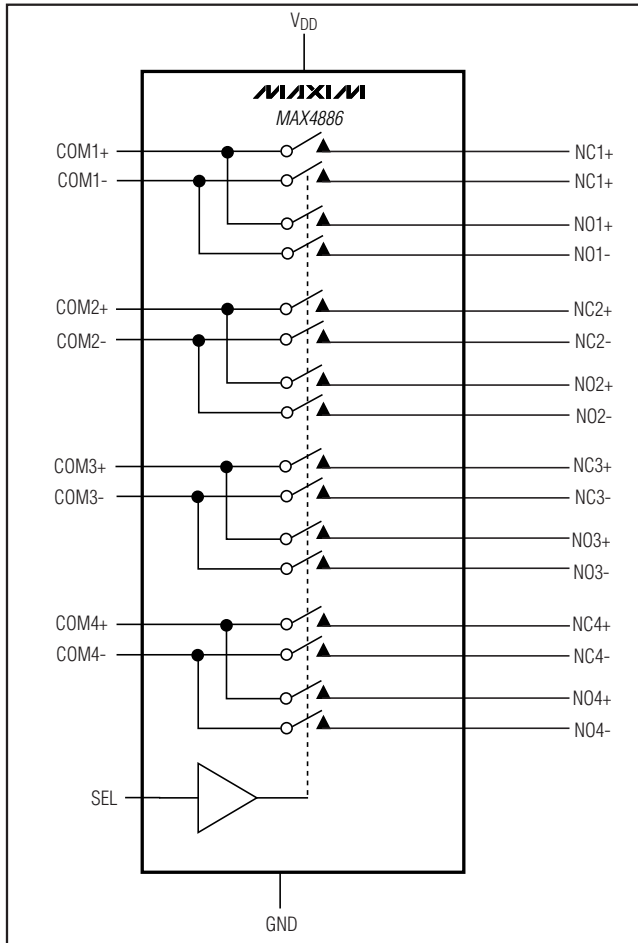 VDD
MAXIM
MAX4886
COM1+
NC1+
COM1-
NC1+
NO1+
NO1-
COM2+
NC2+
COM2-
NC2-
NO2+
NO2-
COM3+
NC3+
COM3-
NC3-
NO3+
NO3-
COM4+
NC4+
COM4-
NC4-
NO4+
NO4-
SEL
GND